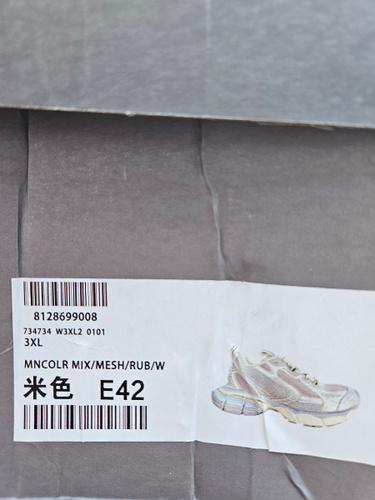 8128699008
734734 W3XL2 0101
3XL
MNCOLR MIX/MESH/RUB/W
米色 E42